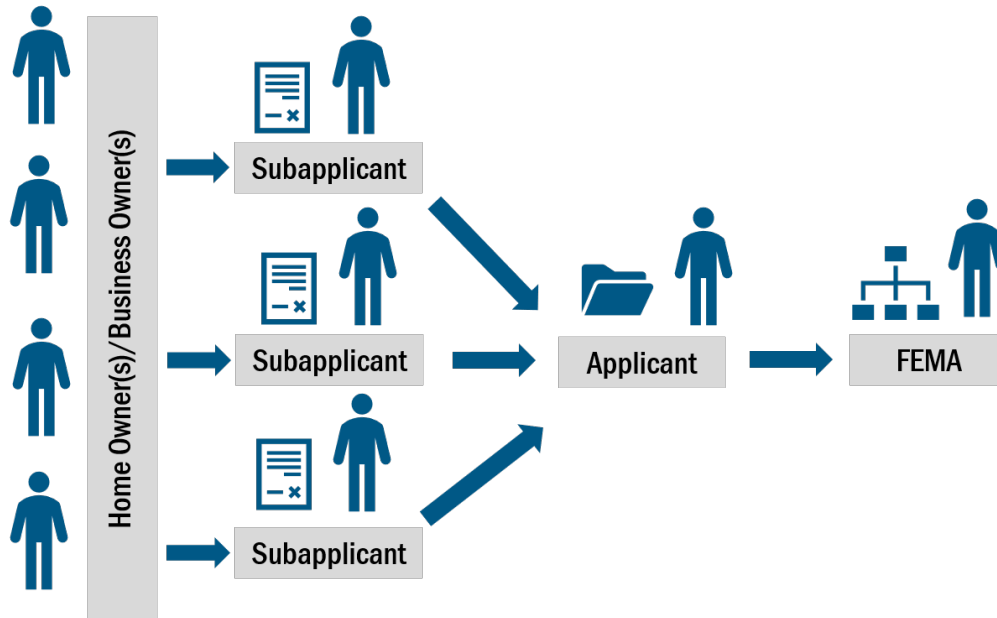 Home Owner(s)/Business Owner(s)
Subapplicant
Subapplicant
Subapplicant
Applicant
FEMA